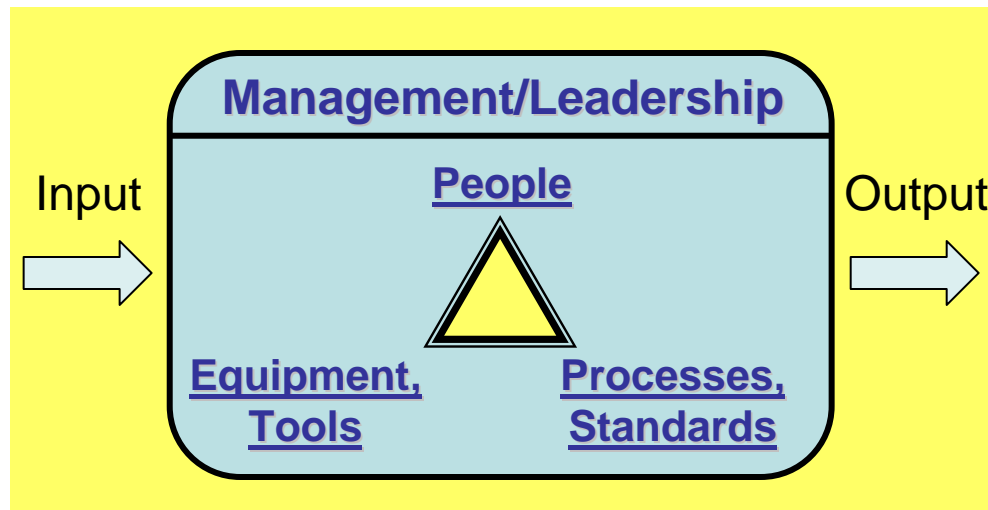 Management/Leadership
Input
People
Output
Equipment,
Tools
Processes,
Standards